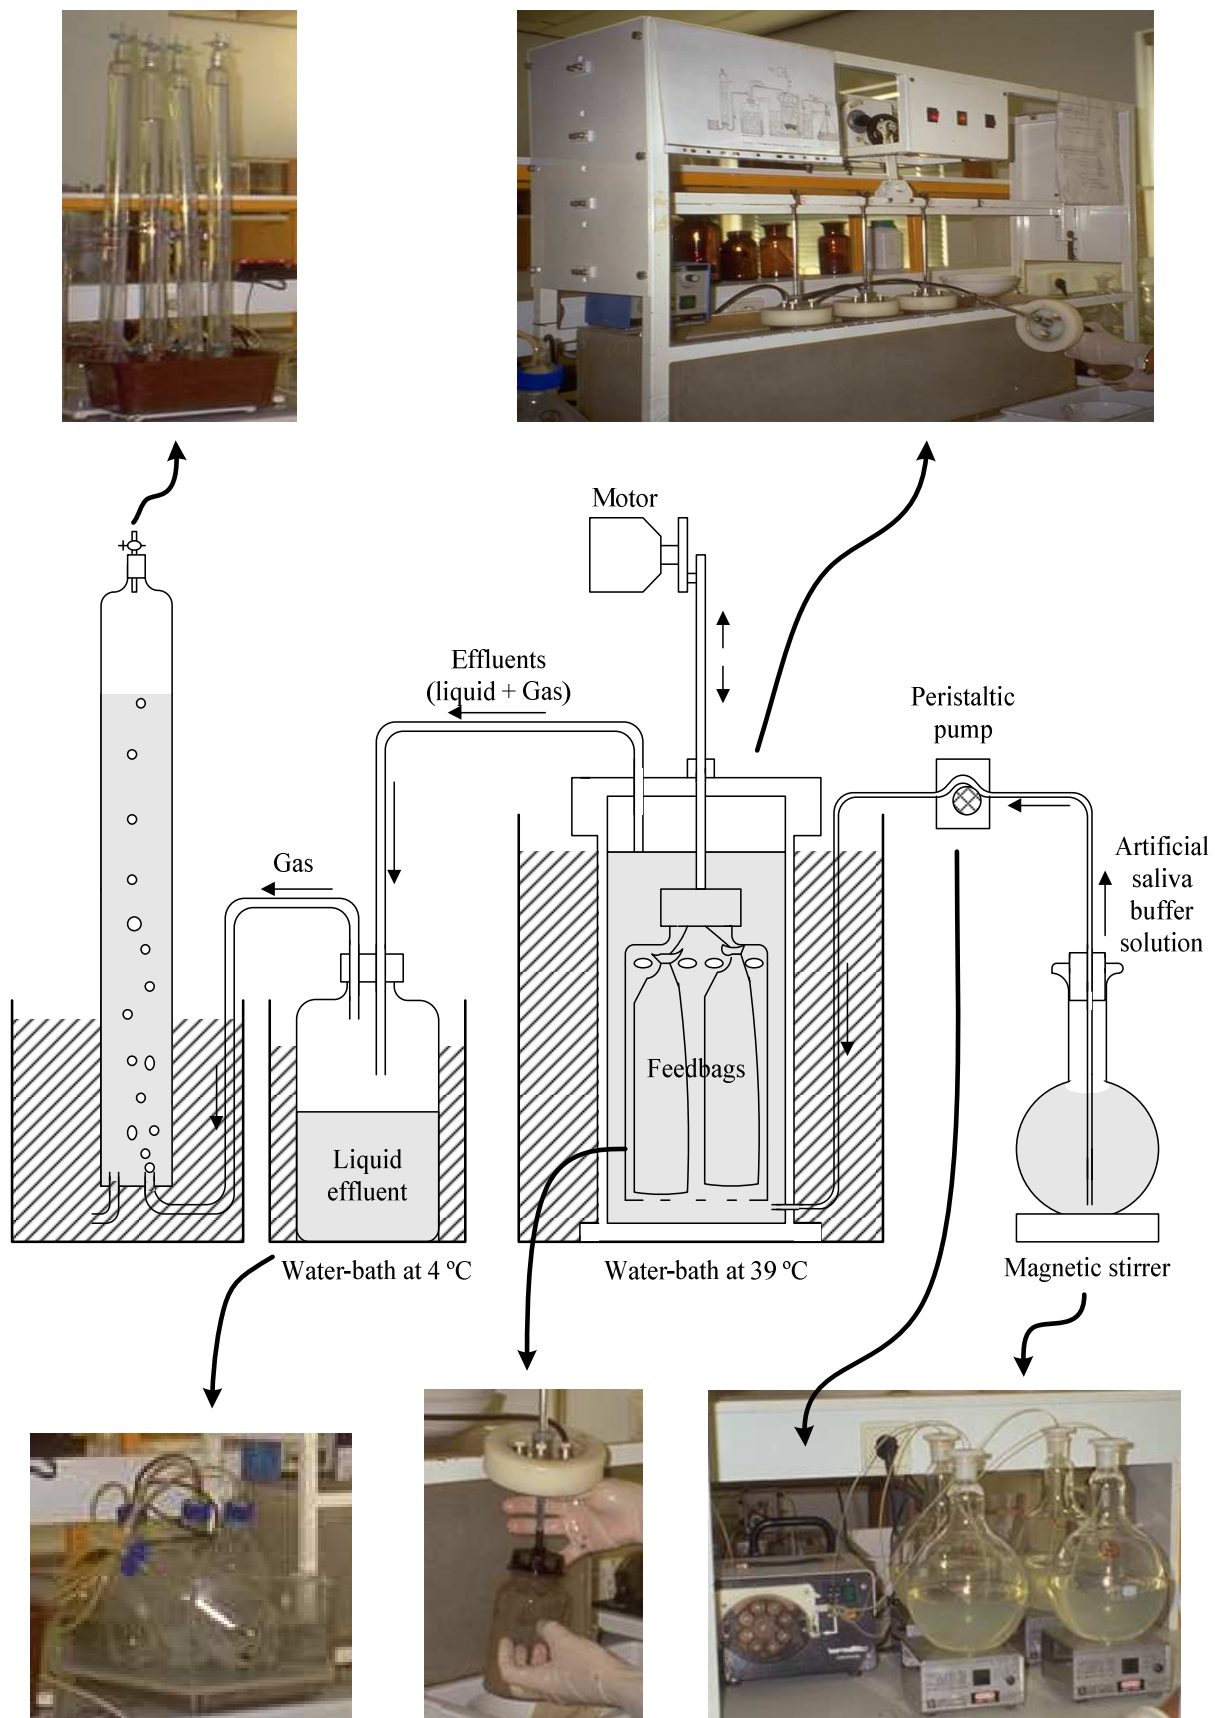 Motor
Effluents
(liquid + Gas)
Peristaltic
pump
Gas
Artificial
saliva
buffer
solution
Feedbags
Liquid
effluent
Water-bath at 4 ºC
Water-bath at 39 ºC
Magnetic stirrer